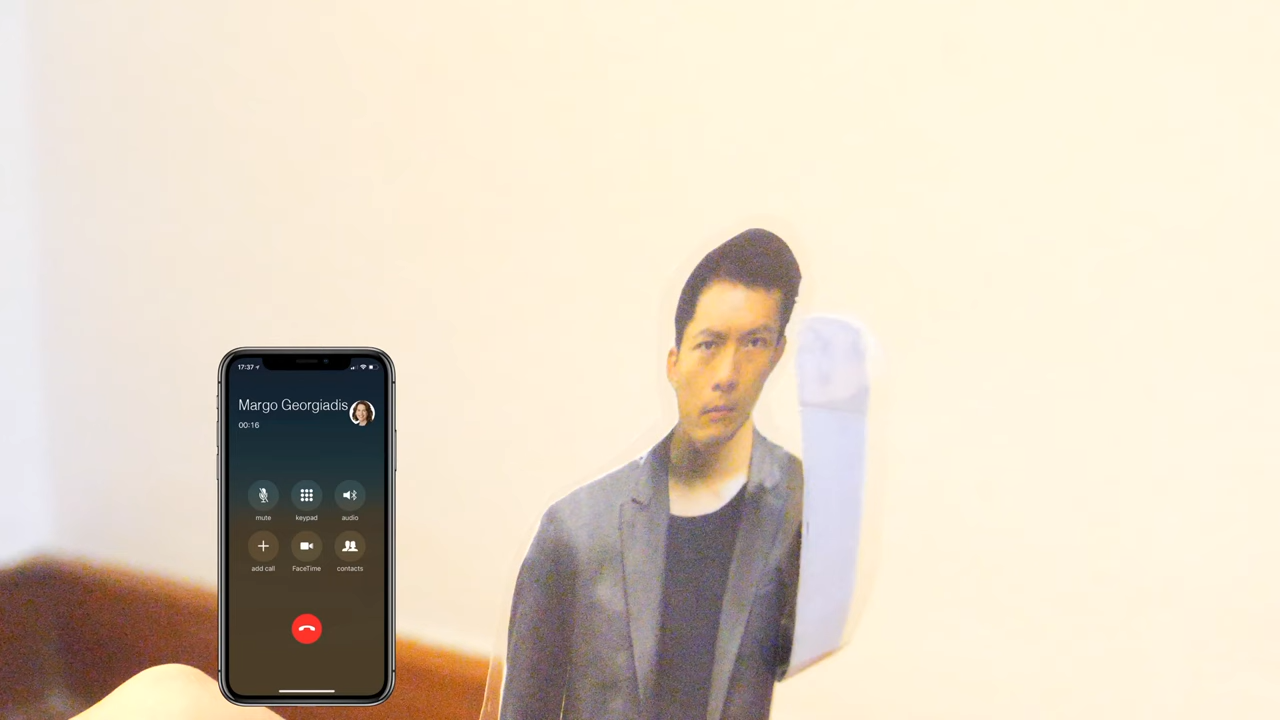 17:37
Margo Georgiadis
00:16
mute keypad audio
add call FaceTime contacts